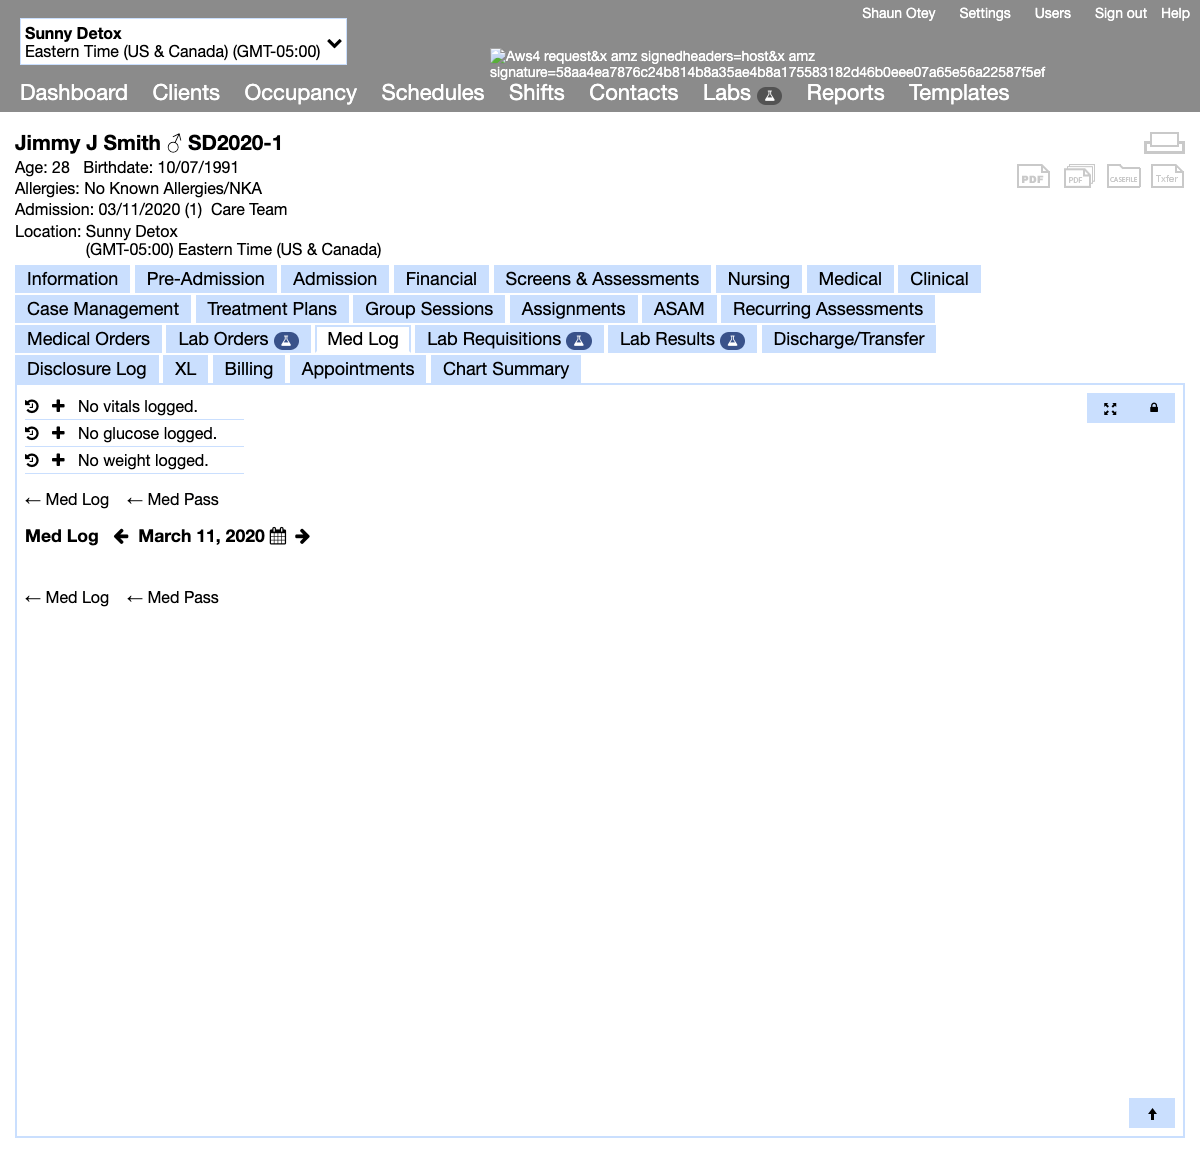 Shaun Otey Settings Users Sign out Help
Sunny Detox
Eastern Time (US & Canada) (GMT-05:00)
Aws4 request&x amz signedheaders=host&x amz
signature=58aa4ea7876c24b814b8a35ae4b8a175583182d46b0eee07a65e56a22587f5ef
Dashboard Clients Occupancy Schedules Shifts Contacts Labs Reports Templates
Jimmy J Smith ♂ SD2020-1
Age: 28 Birthdate: 10/07/1991
Allergies: No Known Allergies/NKA
PDF PDF CASEFILE Txfer
Admission: 03/11/2020 (1) Care Team
Location: Sunny Detox
(GMT-05:00) Eastern Time (US & Canada)
Information Pre-Admission Admission Financial Screens & Assessments Nursing Medical Clinical
Case Management Treatment Plans Group Sessions Assignments ASAM Recurring Assessments
Medical Orders Lab Orders Med Log Lab Requisitions Lab Results Discharge/Transfer
Disclosure Log XL Billing Appointments Chart Summary
No vitals logged.
No glucose logged.
No weight logged.
← Med Log ← Med Pass
Med Log March 11, 2020
← Med Log ← Med Pass